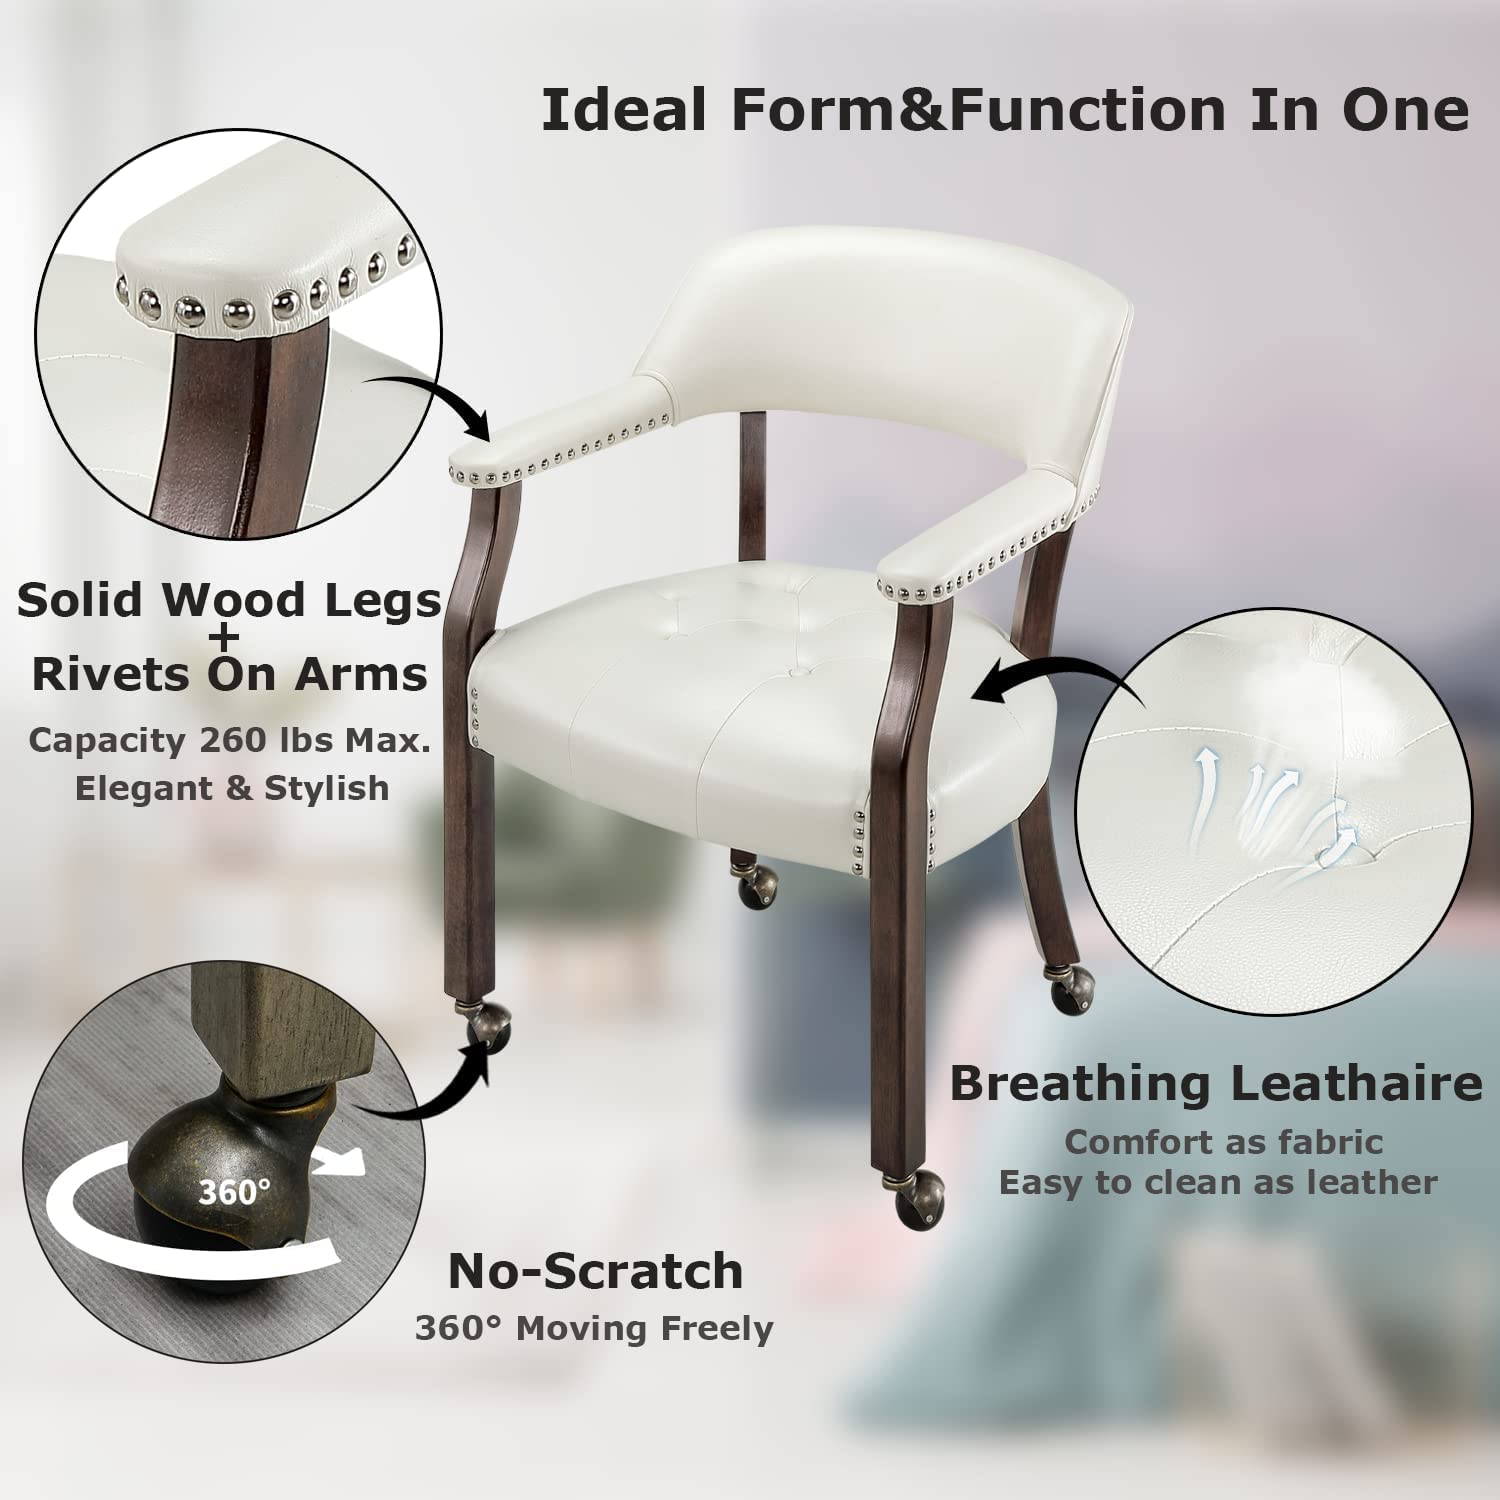 Ideal Form&Function In One
Solid Wood Legs
+
Rivets On Arms
Capacity 260 lbs Max.
Elegant & Stylish
Breathing Leathaire
Comfort as fabric
Easy to clean as leather
360°
No-Scratch
360° Moving Freely